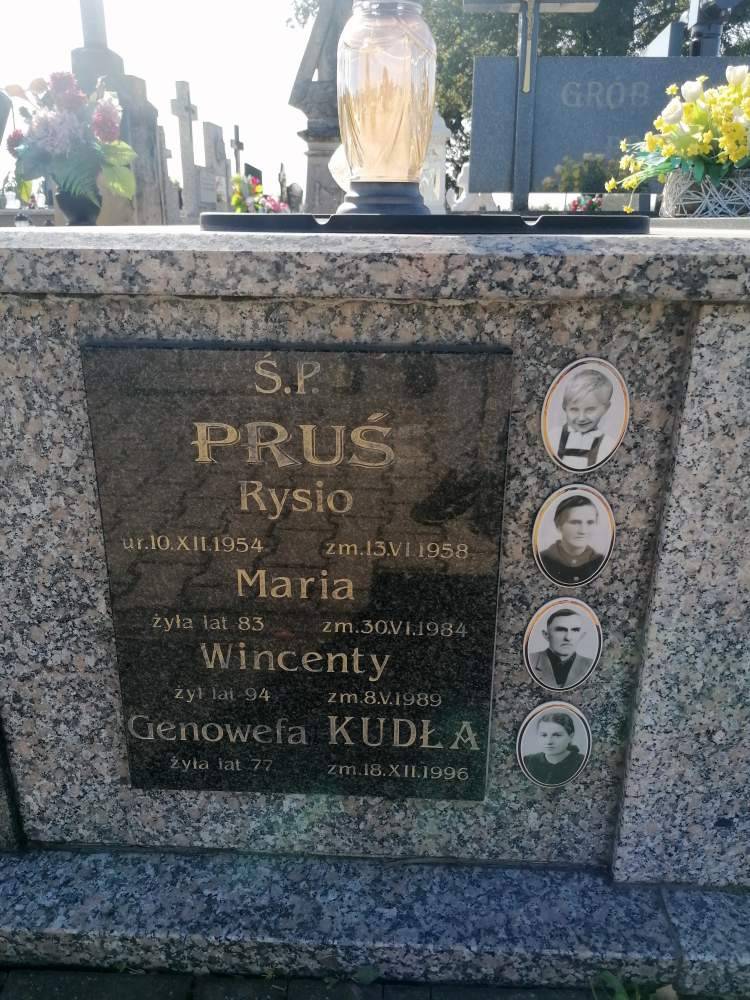 GRÓB
Ś.P.
PRUŚ
Rysio
ur.10.XII.1954 zm.13.VI.1958
Maria
żyła lat 83 zm.30.VI.1984
Wincenty
żył lat 94 zm.8.V.1989
Genowefa KUDŁA
żyła lat 77 zm.18.XII.1996